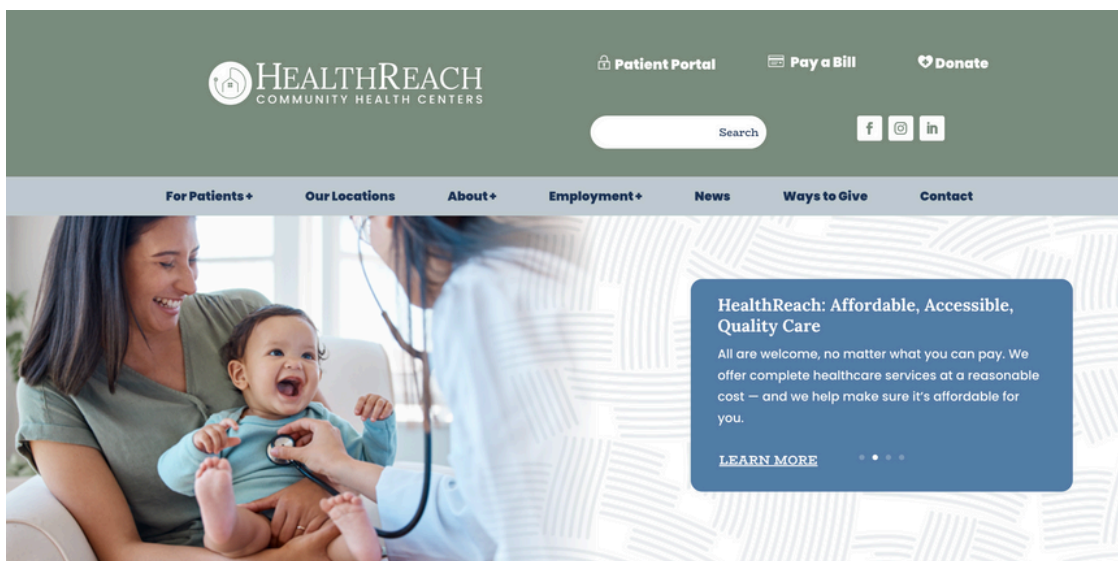 HEALTHREACH
COMMUNITY HEALTH CENTERS
Patient Portal
Pay a Bill
Donate
Search
f
in
For Patients+
Our Locations
About+
Employment+
News
Ways to Give
Contact
HealthReach: Affordable, Accessible,
Quality Care
All are welcome, no matter what you can pay. We
offer complete healthcare services at a reasonable
cost — and we help make sure it's affordable for
you.
LEARN MORE